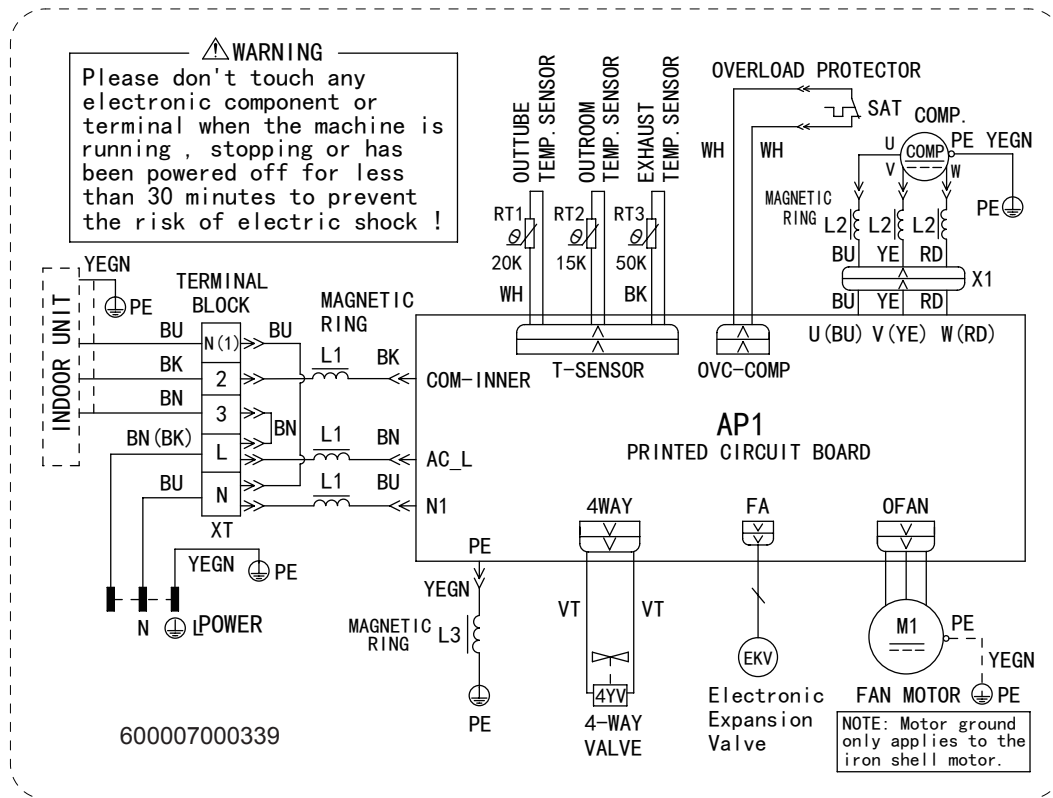 WARNING
Please don't touch any
electronic component or
terminal when the machine is
running , stopping or has
been powered off for less
than 30 minutes to prevent
the risk of electric shock !
OUTTUBE
TEMP. SENSOR
OUTROOM
TEMP. SENSOR
EXHAUST
TEMP. SENSOR
RT1
RT2
RT3
θ
θ
θ
20K
15K
50K
WH
BK
OVERLOAD PROTECTOR
SAT
WH
WH
COMP.
COMP
U
V
W
PE YEGN
PE
MAGNETIC
RING
L2
L2
L2
BU
YE
RD
X1
BU
YE
RD
U(BU)
V(YE)
W(RD)
YEGN
PE
INDOOR UNIT
TERMINAL
BLOCK
BU
N(1)
BU
BK
2
BN
3
BN
BN(BK)
L
BU
N
XT
MAGNETIC
RING
L1
BK
COM-INNER
L1
BN
AC_L
L1
BU
N1
T-SENSOR
OVC-COMP
AP1
PRINTED CIRCUIT BOARD
4WAY
FA
OFAN
PE
YEGN
MAGNETIC
RING
L3
PE
YEGN
PE
N
L
POWER
VT
VT
4YV
4-WAY
VALVE
EKV
Electronic
Expansion
Valve
M1
PE
YEGN
FAN MOTOR
PE
NOTE: Motor ground
only applies to the
iron shell motor.
600007000339